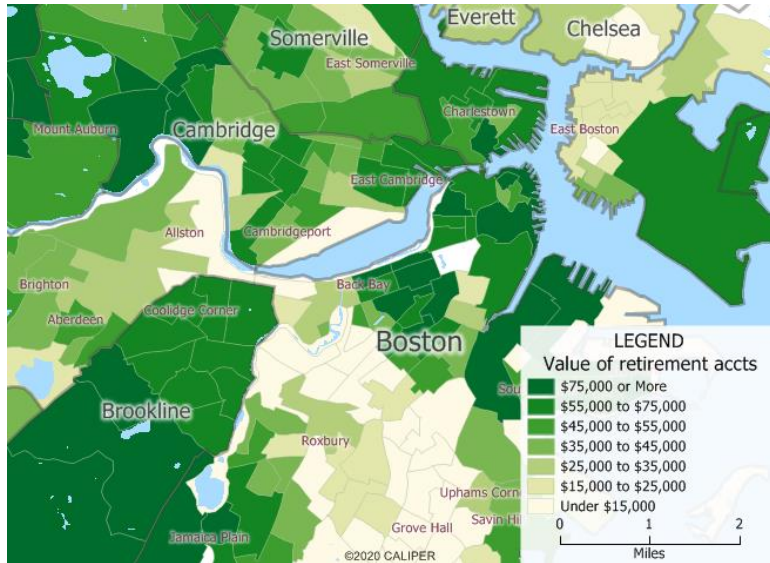 Everett
Chelsea
Somerville
East Somerville
Charlestown
Mount Auburn
Cambridge
East Boston
East Cambridge
Allston
Cambridgeport
Brighton
Back Bay
Aberdeen
Coolidge Corner
Boston
Brookline
Roxbury
Grove Hall
Jamaica Plain
©2020 CALIPER
LEGEND
Value of retirement accts
$75,000 or More
$55,000 to $75,000
$45,000 to $55,000
$35,000 to $45,000
$25,000 to $35,000
$15,000 to $25,000
Under $15,000
0 1 2
Miles
Sou
Uphams Corn
Savin Hi